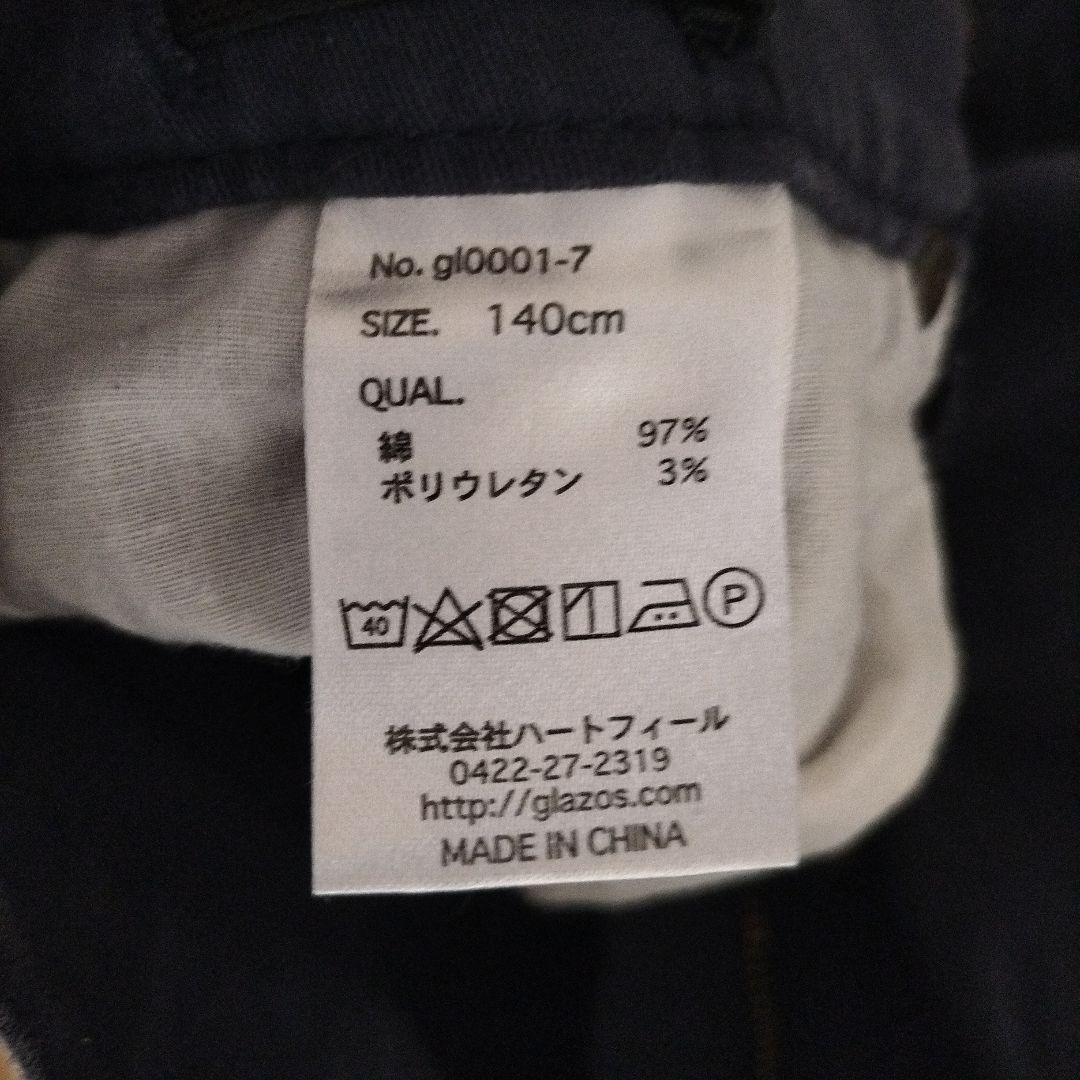 No. gl0001-7
SIZE. 140cm
QUAL.
綿 97%
ポリウレタン 3%
40 P
株式会社ハートフィール
0422-27-2319
http://glazos.com
MADE IN CHINA